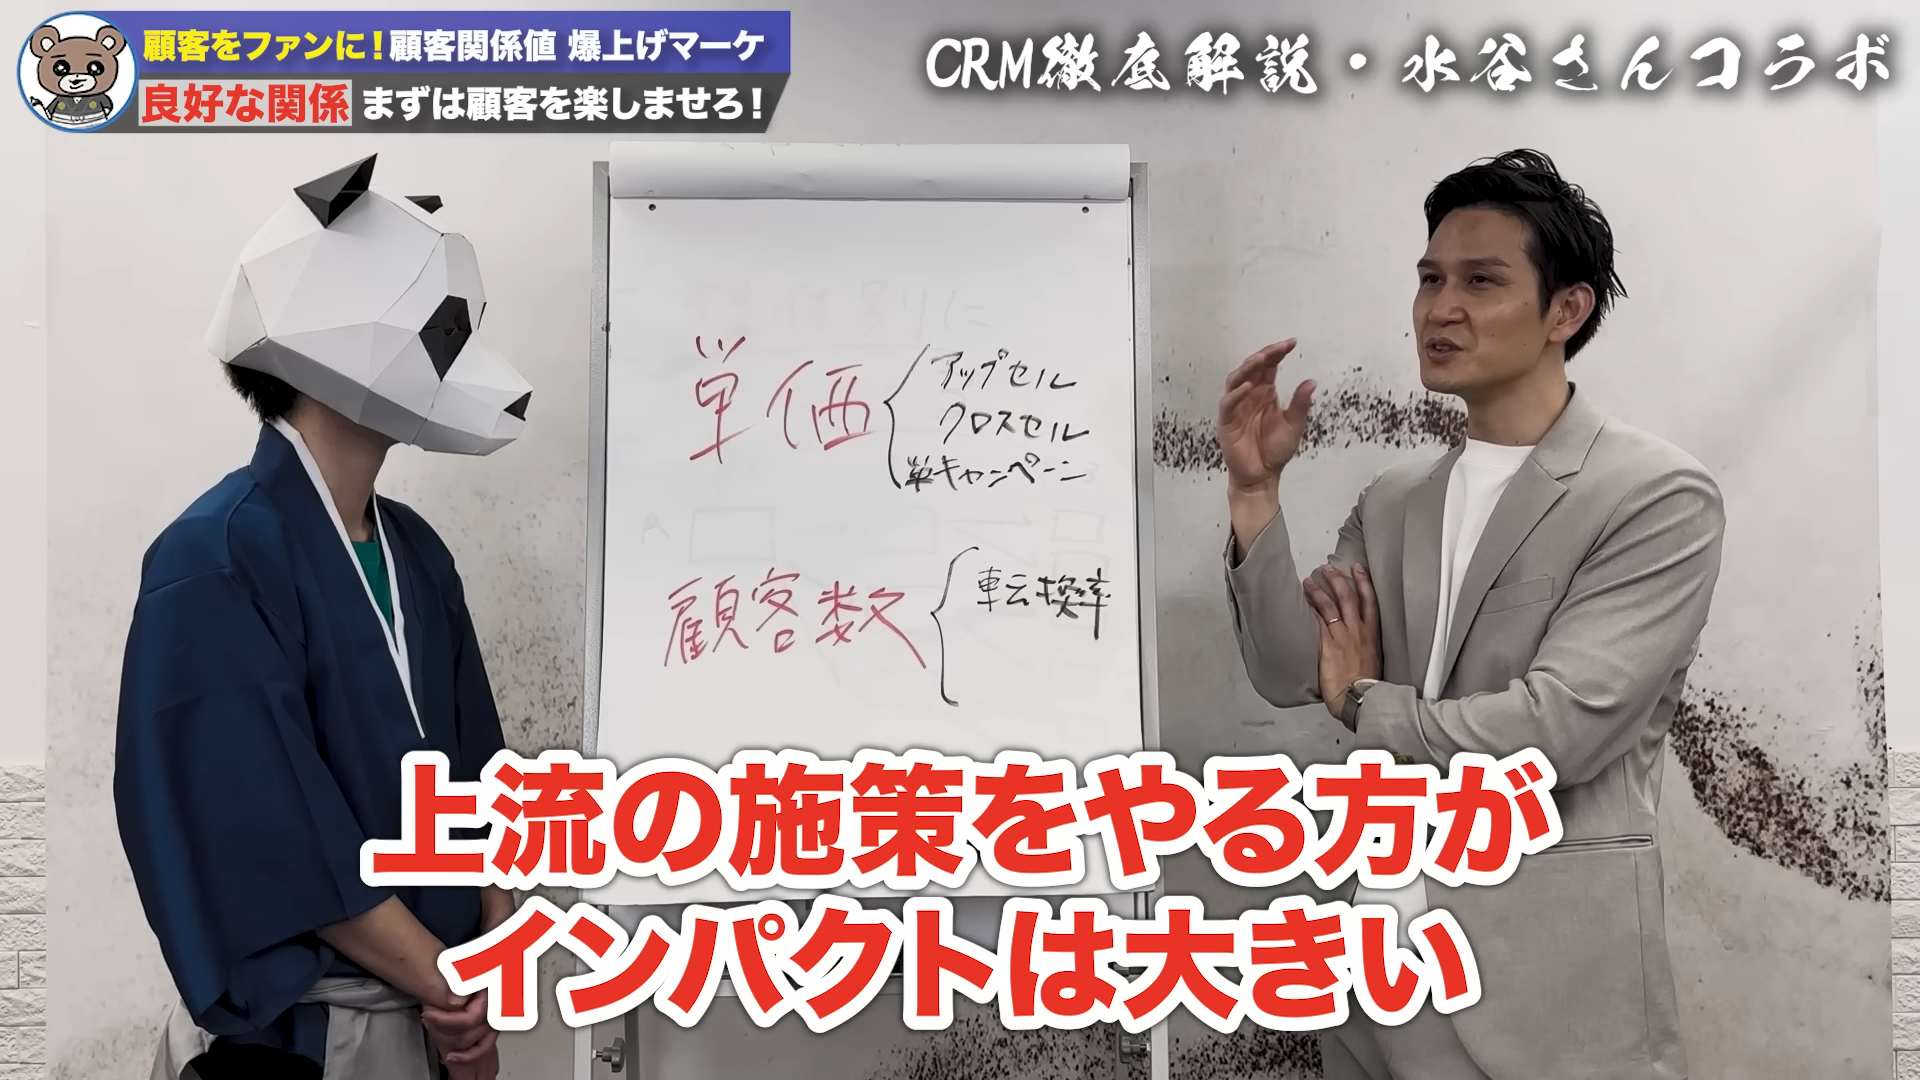 顧客をファンに！顧客関係値 爆上げマーケ
良好な関係 まずは顧客を楽しませろ！
CRM徹底解説・水谷さんコラボ
単価
アップセル
クロスセル
単キャンペーン
顧客数
転換率
上流の施策をやる方が
インパクトは大きい